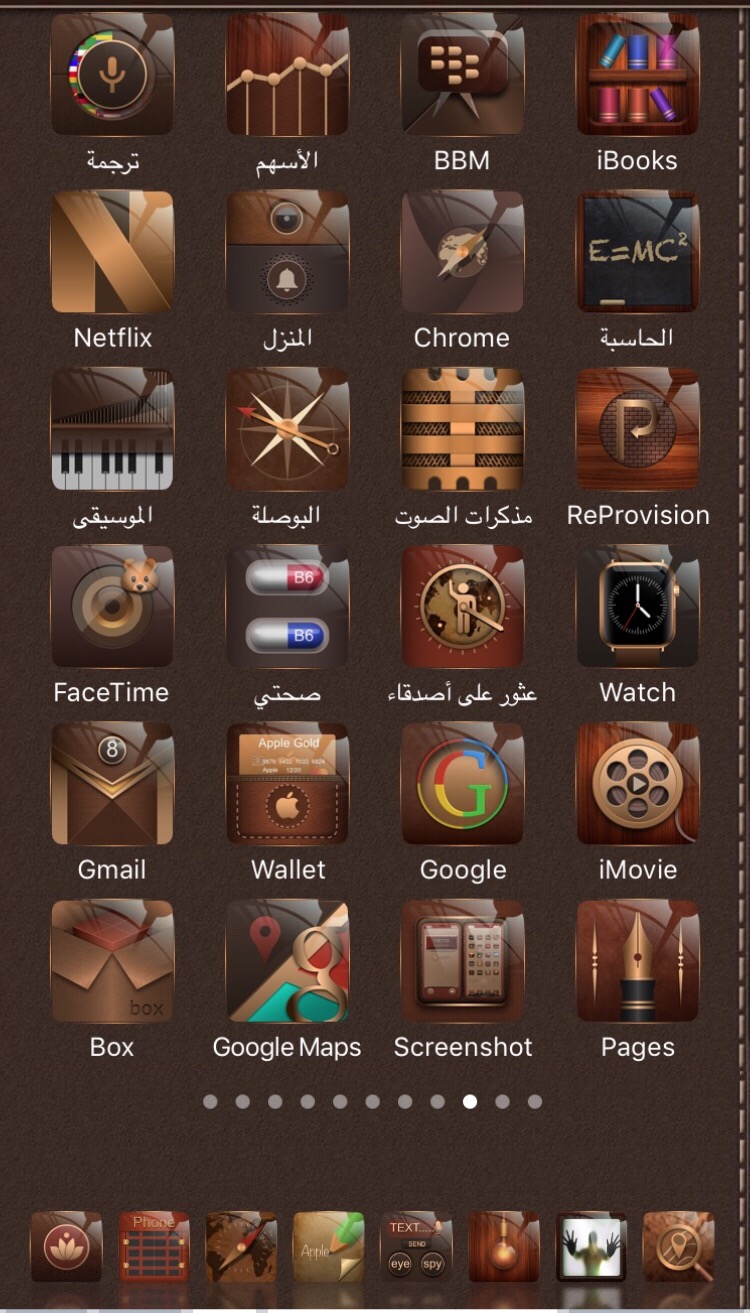 ترجمة
الأسهم
BBM
iBooks
E=MC²
Netflix
المنزل
Chrome
الحاسبة
الموسيقى
البوصلة
مذكرات الصوت
ReProvision
B6
B6
FaceTime
صحتي
عثور على أصدقاء
Watch
8
Apple Gold
Apple 12/20
Gmail
Wallet
Google
iMovie
box
Box
Google Maps
Screenshot
Pages
Phone
Apple
TEXT.....
SEND
eye spy